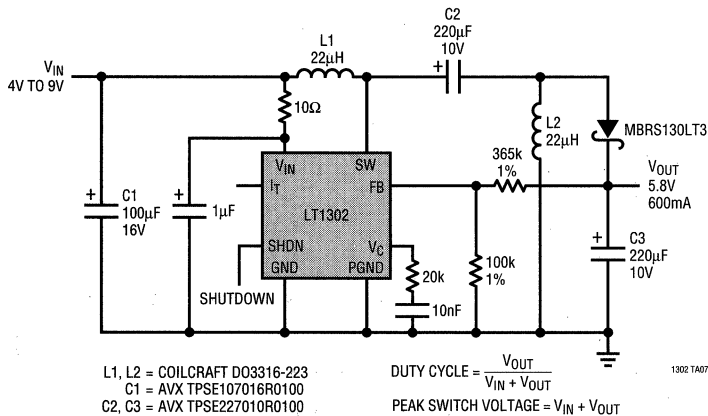 C2
220µF
10V
L1
22µH
VIN
4V TO 9V
+
10Ω
L2
22µH
MBRS130LT3
365k
1%
VOUT
5.8V
600mA
VIN
SW
IT
FB
LT1302
+
C1
100µF
16V
+
1µF
SHDN
VC
GND
PGND
SHUTDOWN
20k
10nF
100k
1%
+
C3
220µF
10V
L1, L2 = COILCRAFT DO3316-223
C1 = AVX TPSE107016R0100
C2, C3 = AVX TPSE227010R0100
DUTY CYCLE = VOUT / VIN + VOUT
PEAK SWITCH VOLTAGE = VIN + VOUT
1302 TA07